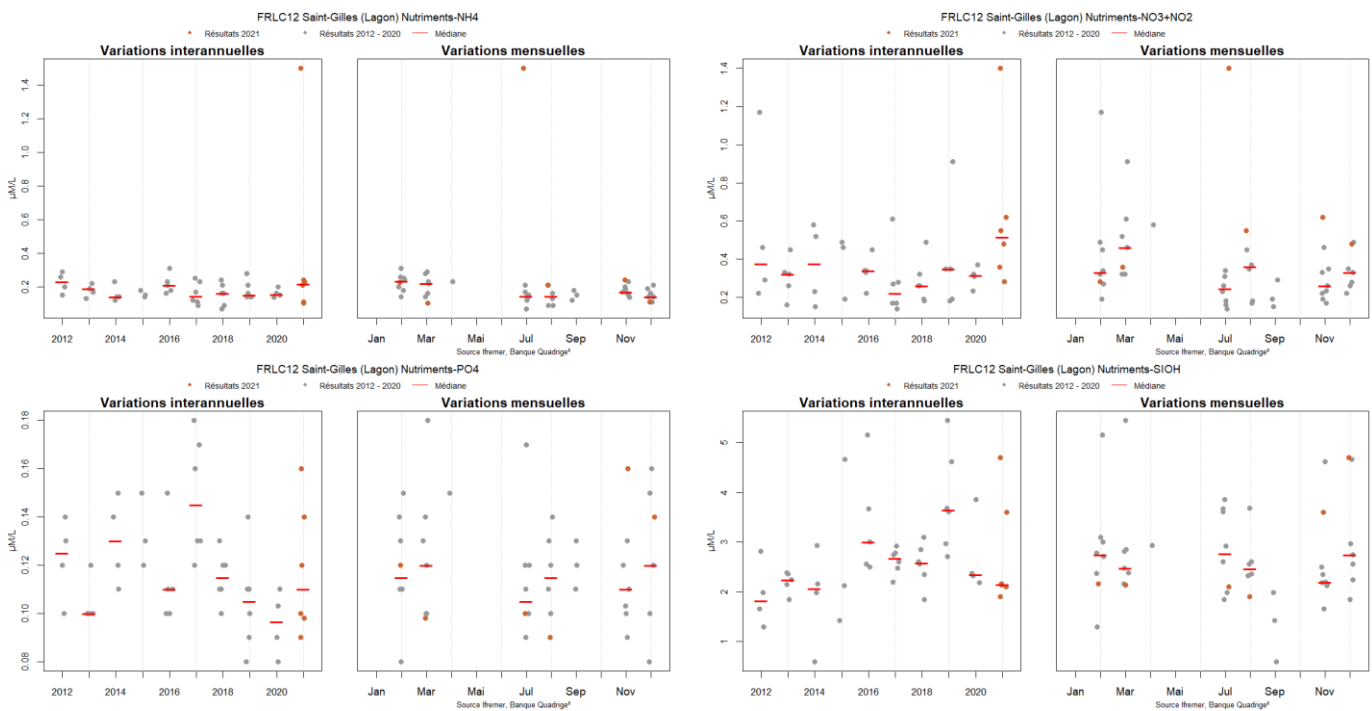 FRLC12 Saint-Gilles (Lagon) Nutriments-NH4
Résultats 2021 Résultats 2012 - 2020 Médiane
Variations interannuelles Variations mensuelles
µM/L
1.4
1.2
1.0
0.8
0.6
0.4
0.2
2012 2014 2016 2018 2020
Jan Mar Mai Jul Sep Nov
Source Ifremer, Banque Quadrige²
FRLC12 Saint-Gilles (Lagon) Nutriments-NO3+NO2
Résultats 2021 Résultats 2012 - 2020 Médiane
Variations interannuelles Variations mensuelles
µM/L
1.4
1.2
1.0
0.8
0.6
0.4
0.2
2012 2014 2016 2018 2020
Jan Mar Mai Jul Sep Nov
Source Ifremer, Banque Quadrige²
FRLC12 Saint-Gilles (Lagon) Nutriments-PO4
Résultats 2021 Résultats 2012 - 2020 Médiane
Variations interannuelles Variations mensuelles
µM/L
0.18
0.16
0.14
0.12
0.10
0.08
2012 2014 2016 2018 2020
Jan Mar Mai Jul Sep Nov
Source Ifremer, Banque Quadrige²
FRLC12 Saint-Gilles (Lagon) Nutriments-SIOH
Résultats 2021 Résultats 2012 - 2020 Médiane
Variations interannuelles Variations mensuelles
µM/L
5
4
3
2
1
2012 2014 2016 2018 2020
Jan Mar Mai Jul Sep Nov
Source Ifremer, Banque Quadrige²